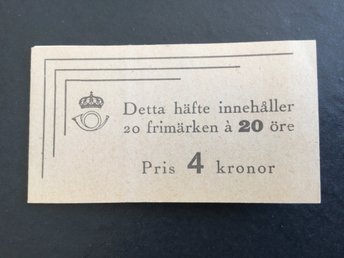 Detta häfte innehåller
20 frimärken à 20 öre
Pris 4 kronor